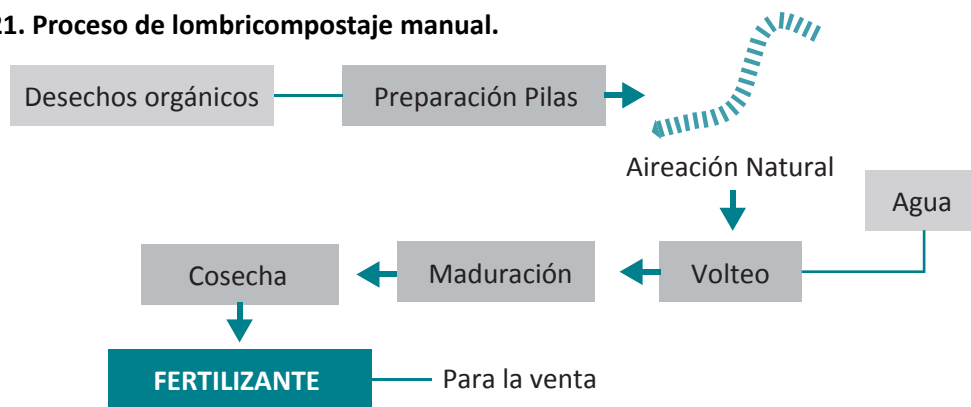 21. Proceso de lombricompostaje manual.
Desechos orgánicos
Preparación Pilas
Aireación Natural
Agua
Volteo
Maduración
Cosecha
FERTILIZANTE
Para la venta